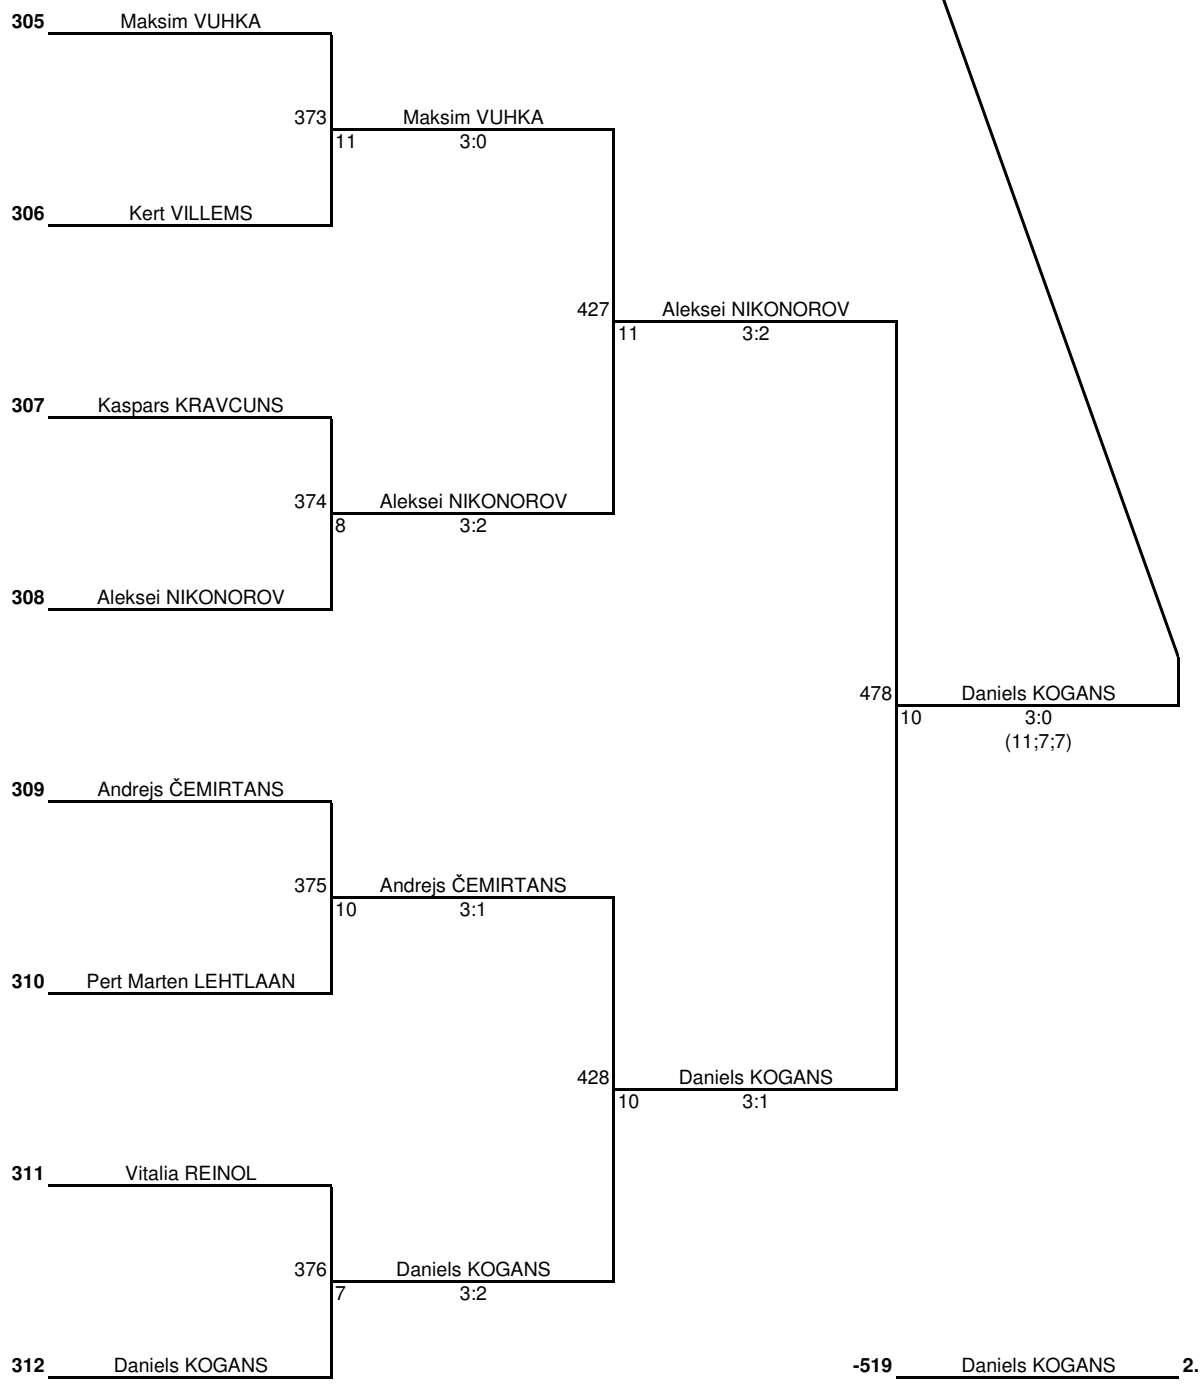 305 Maksim VUHKA
373 Maksim VUHKA
11 3:0
306 Kert VILLEMS
427 Aleksei NIKONOROV
11 3:2
307 Kaspars KRAVCUNS
374 Aleksei NIKONOROV
8 3:2
308 Aleksei NIKONOROV
478 Daniels KOGANS
10 3:0
(11;7;7)
309 Andrejs ČEMIRTANS
375 Andrejs ČEMIRTANS
10 3:1
310 Pert Marten LEHTLAAN
428 Daniels KOGANS
10 3:1
311 Vitalia REINOL
376 Daniels KOGANS
7 3:2
312 Daniels KOGANS
-519 Daniels KOGANS 2.